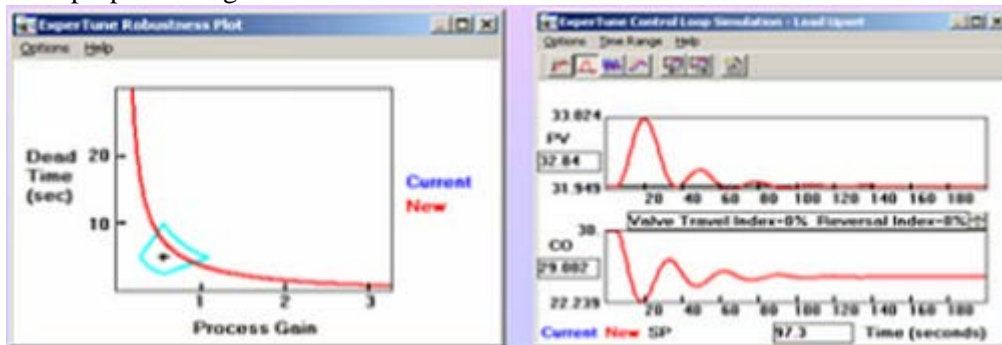 ExperTune Robustness Plot
Options Help
Dead
Time
(sec)
20
10
1 2 3
Process Gain
Current
New
ExperTune Control Loop Simulation - Load Upset
Options Time Range Help
33.824
PV
32.84
31.949
20 40 60 80 100 120 140 160 180
Valve Travel Index=0% Reversal Index=0%
30.
CO
29.882
22.239
20 40 60 80 100 120 140 160 180
Current New SP 97.3 Time (seconds)